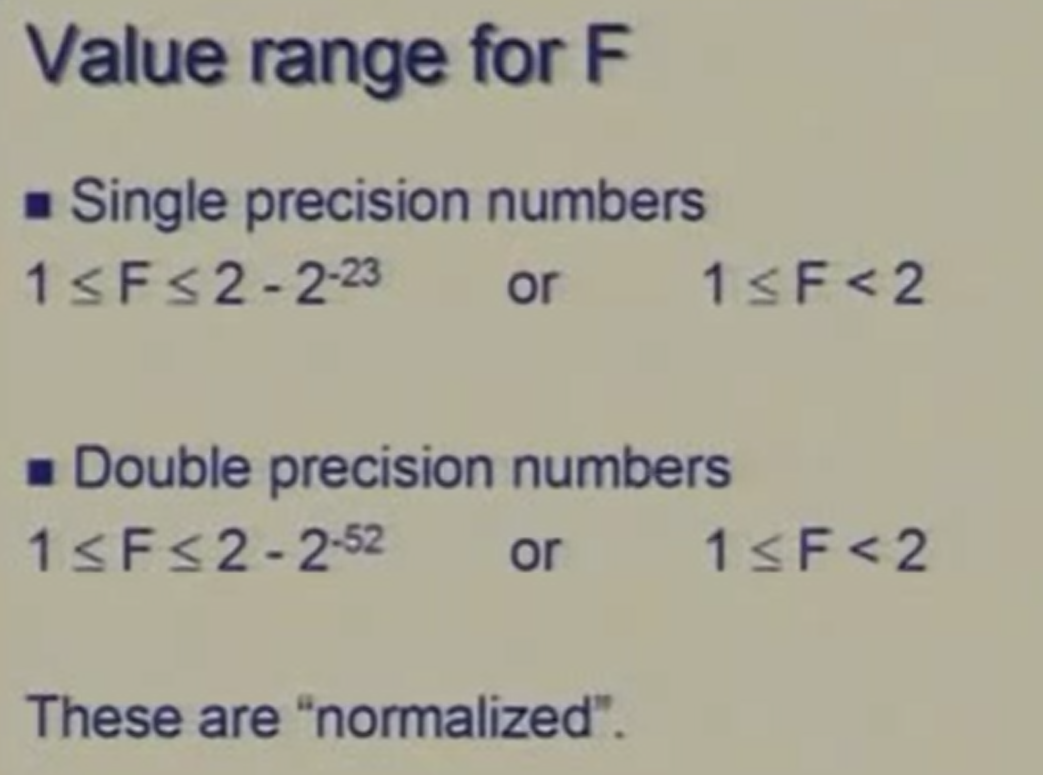 Value range for F
■ Single precision numbers
1 ≤ F ≤ 2 - 2⁻²³ or 1 ≤ F < 2
■ Double precision numbers
1 ≤ F ≤ 2 - 2⁻⁵² or 1 ≤ F < 2
These are “normalized”.